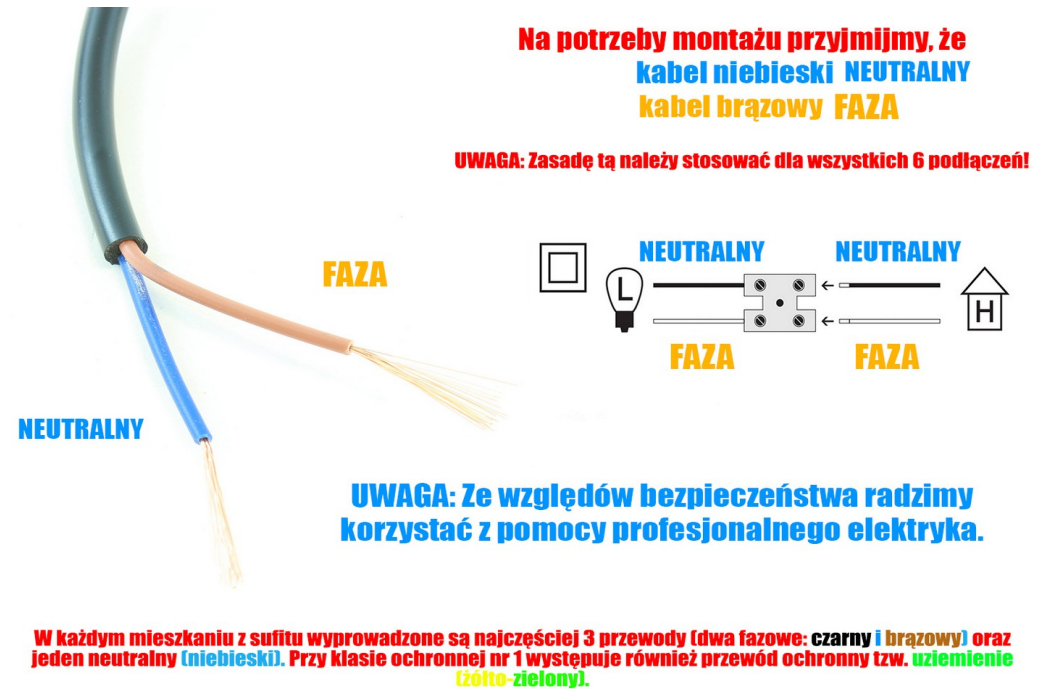 Na potrzeby montażu przyjmijmy, że
kabel niebieski NEUTRALNY
kabel brązowy FAZA
UWAGA: Zasadę tą należy stosować dla wszystkich 6 podłączeń!
NEUTRALNY NEUTRALNY
FAZA
L
H
FAZA FAZA
NEUTRALNY
UWAGA: Ze względów bezpieczeństwa radzimy
korzystać z pomocy profesjonalnego elektryka.
W każdym mieszkaniu z sufitu wyprowadzone są najczęściej 3 przewody (dwa fazowe: czarny i brązowy) oraz
jeden neutralny (niebieski). Przy klasie ochronnej nr 1 występuje również przewód ochronny tzw. uziemienie
(żółto-zielony).